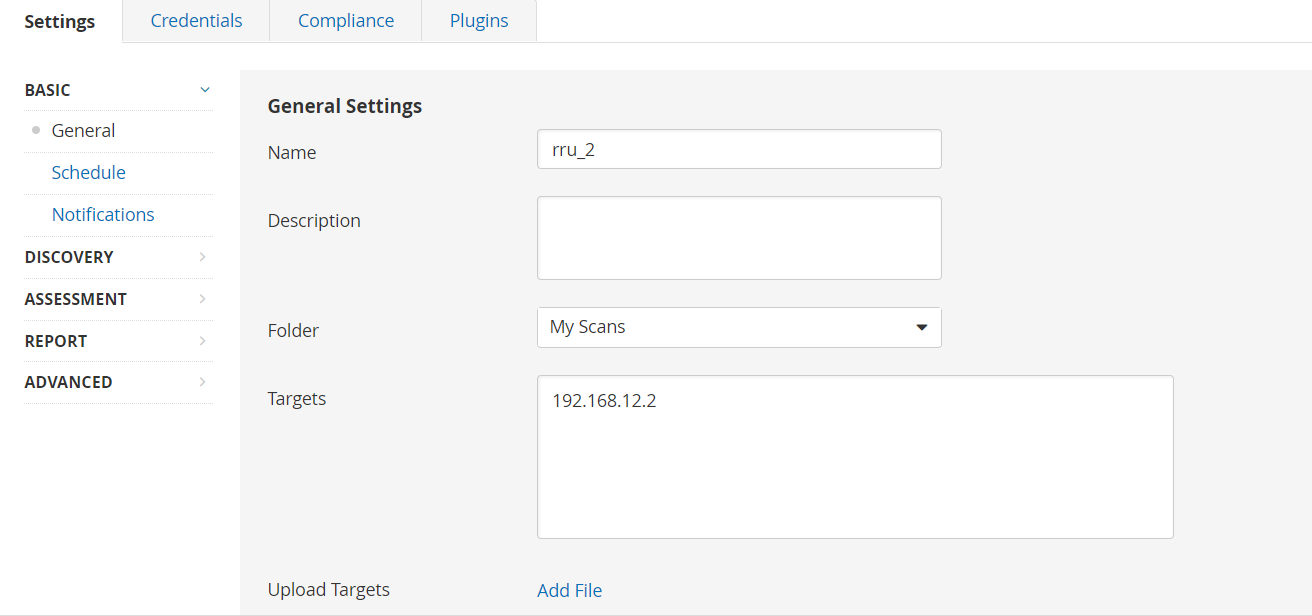 Settings
Credentials
Compliance
Plugins
BASIC
General
Schedule
Notifications
DISCOVERY
ASSESSMENT
REPORT
ADVANCED
General Settings
Name
rru_2
Description
Folder
My Scans
Targets
192.168.12.2
Upload Targets
Add File